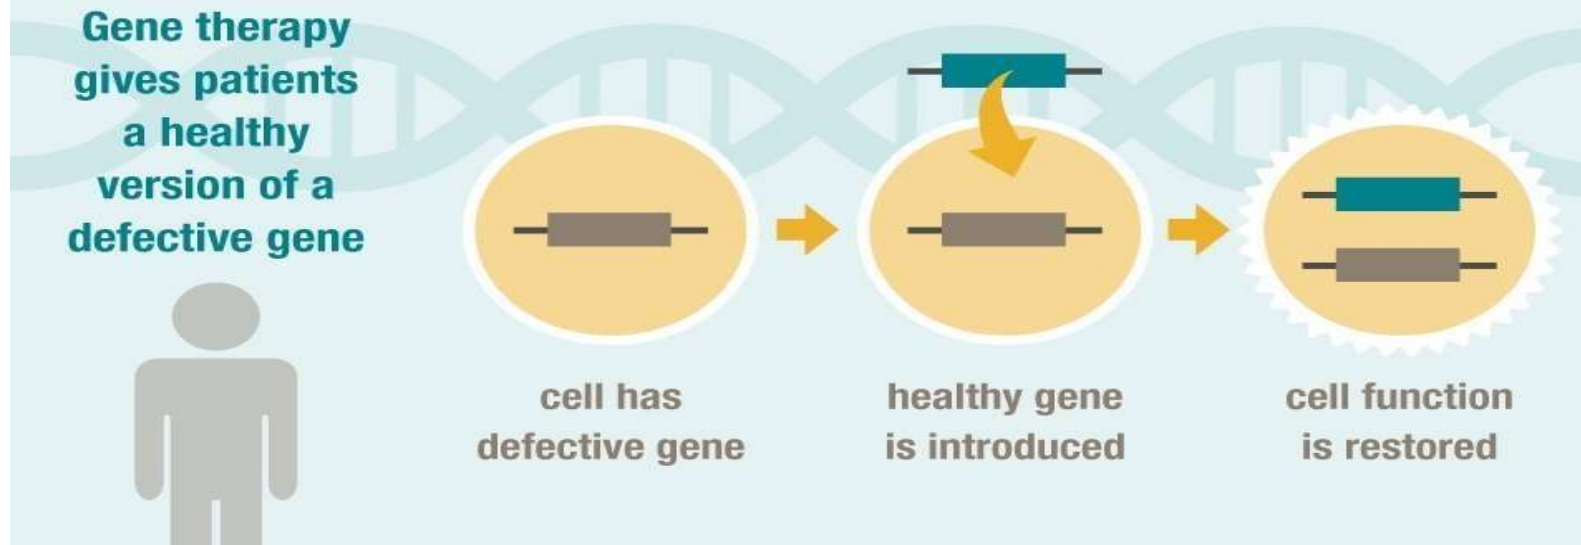 Gene therapy
gives patients
a healthy
version of a
defective gene
cell has
defective gene
healthy gene
is introduced
cell function
is restored